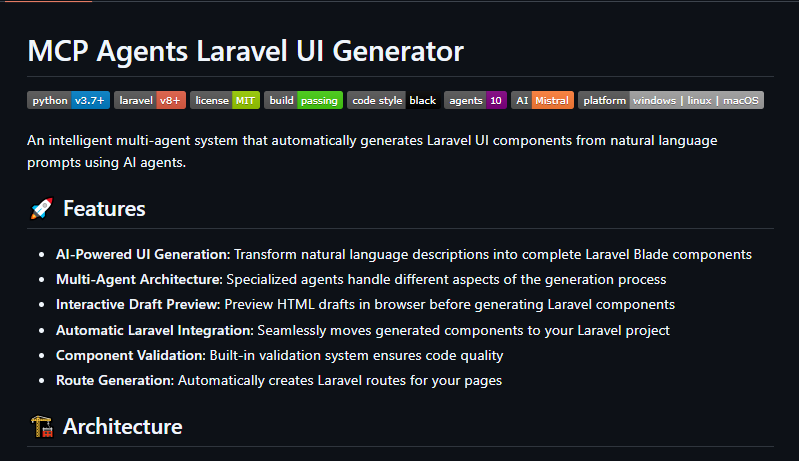 MCP Agents Laravel UI Generator
python v3.7+ laravel v8+ license MIT build passing code style black agents 10 AI Mistral platform windows | linux | macOS
An intelligent multi-agent system that automatically generates Laravel UI components from natural language
prompts using AI agents.
🚀 Features
• AI-Powered UI Generation: Transform natural language descriptions into complete Laravel Blade components
• Multi-Agent Architecture: Specialized agents handle different aspects of the generation process
• Interactive Draft Preview: Preview HTML drafts in browser before generating Laravel components
• Automatic Laravel Integration: Seamlessly moves generated components to your Laravel project
• Component Validation: Built-in validation system ensures code quality
• Route Generation: Automatically creates Laravel routes for your pages
🏗️ Architecture